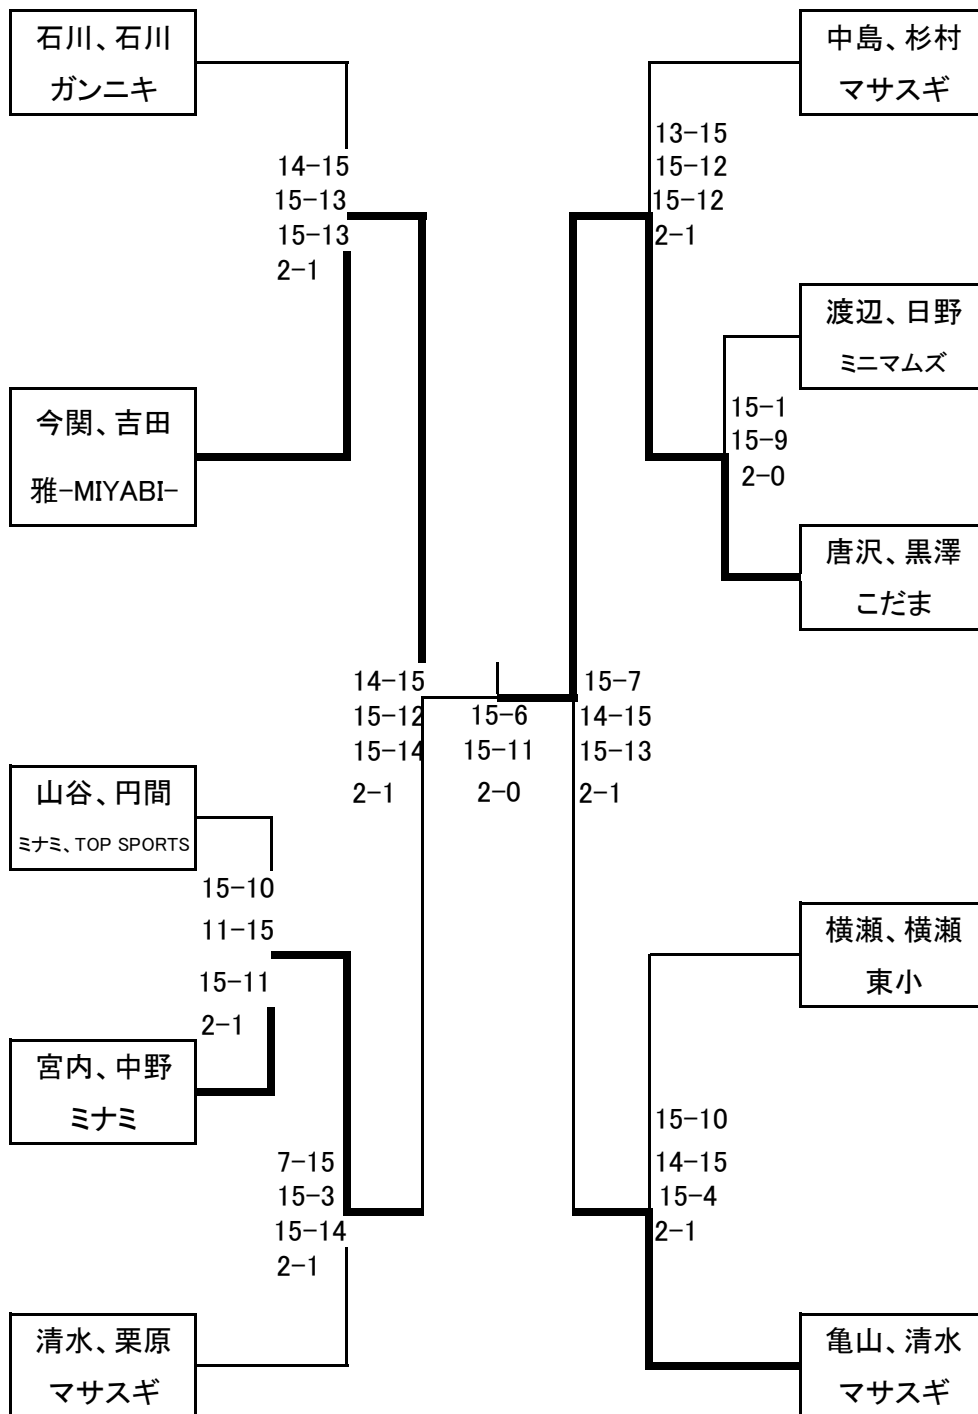 石川、石川
ガンニキ
中島、杉村
マサスギ
13-15
15-12
15-12
2-1
14-15
15-13
15-13
2-1
渡辺、日野
ミニマムズ
今関、吉田
雅-MIYABI-
15-1
15-9
2-0
唐沢、黒澤
こだま
14-15
15-12
15-14
2-1
15-6
15-11
2-0
15-7
14-15
15-13
2-1
山谷、円間
ミナミ、TOP SPORTS
15-10
11-15
15-11
2-1
横瀬、横瀬
東小
宮内、中野
ミナミ
7-15
15-3
15-14
2-1
15-10
14-15
15-4
2-1
清水、栗原
マサスギ
亀山、清水
マサスギ